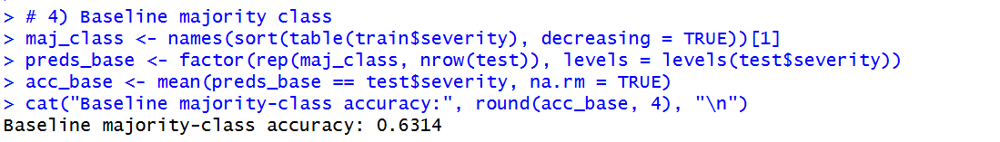 > # 4) Baseline majority class
> maj_class <- names(sort(table(train$severity), decreasing = TRUE))[1]
> preds_base <- factor(rep(maj_class, nrow(test)), levels = levels(test$severity))
> acc_base <- mean(preds_base == test$severity, na.rm = TRUE)
> cat("Baseline majority-class accuracy:", round(acc_base, 4), "\n")
Baseline majority-class accuracy: 0.6314